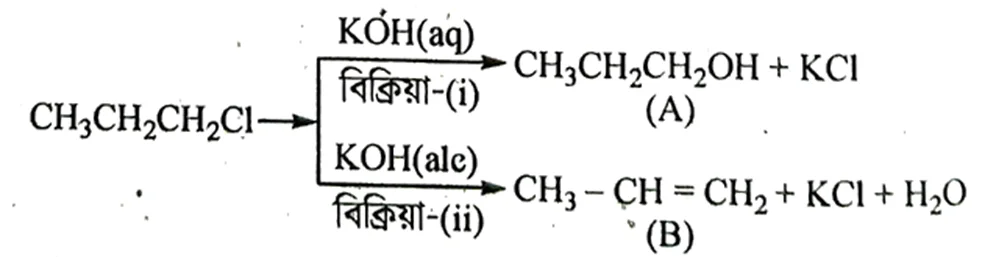 KOH(aq)
বিক্রিয়া-(i)
CH₃CH₂CH₂OH + KCl
(A)
CH₃CH₂CH₂Cl
KOH(alc)
বিক্রিয়া-(ii)
CH₃ – CH = CH₂ + KCl + H₂O
(B)